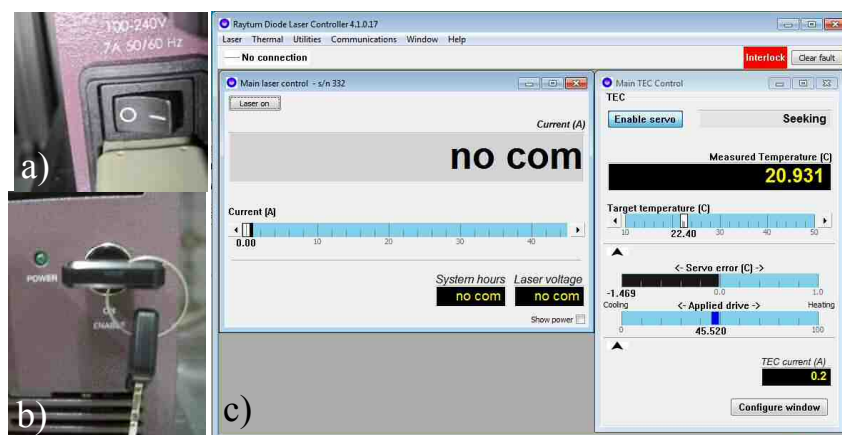 a)
100-240V
7A 50/60 Hz
b)
POWER
ON
ENABLE
c)
Rayturn Diode Laser Controller 4.1.0.17
Laser Thermal Utilities Communications Window Help
No connection
Interlock
Clear fault
Main laser control - s/n 332
Laser on
Current (A)
no com
Current (A)
0.00 10 20 30 40
System hours Laser voltage
no com no com
Show power
Main TEC Control
TEC
Enable servo
Seeking
Measured Temperature (C)
20.931
Target temperature (C)
10 22.40 30 40 50
<- Servo error (C) ->
-1.469 0.0 1.0
Cooling <- Applied drive -> Heating
0 45.520 100
TEC current (A)
0.2
Configure window